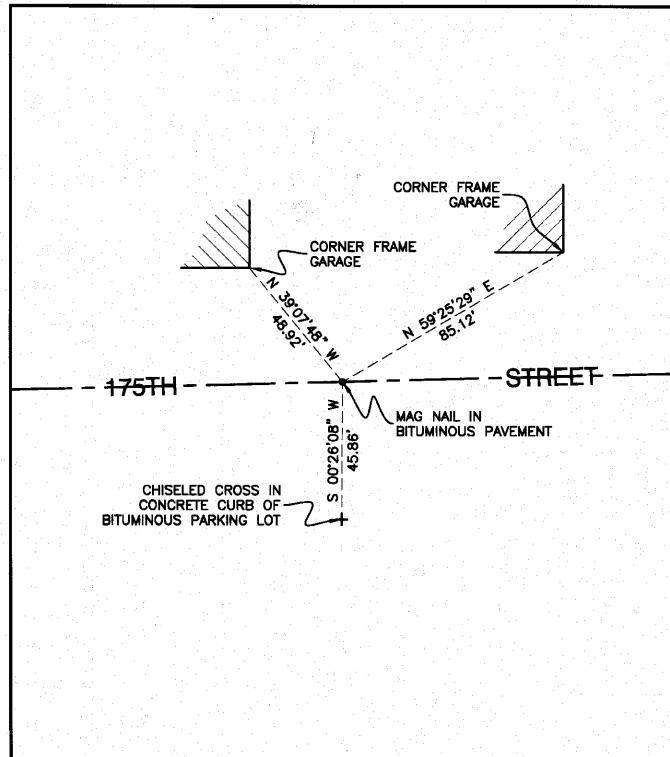 CORNER FRAME
GARAGE
CORNER FRAME
GARAGE
N 39°07'48" W
48.92'
N 59°25'29" E
85.12'
175TH
STREET
MAG NAIL IN
BITUMINOUS PAVEMENT
S 00°26'08" W
45.86'
CHISELED CROSS IN
CONCRETE CURB OF
BITUMINOUS PARKING LOT